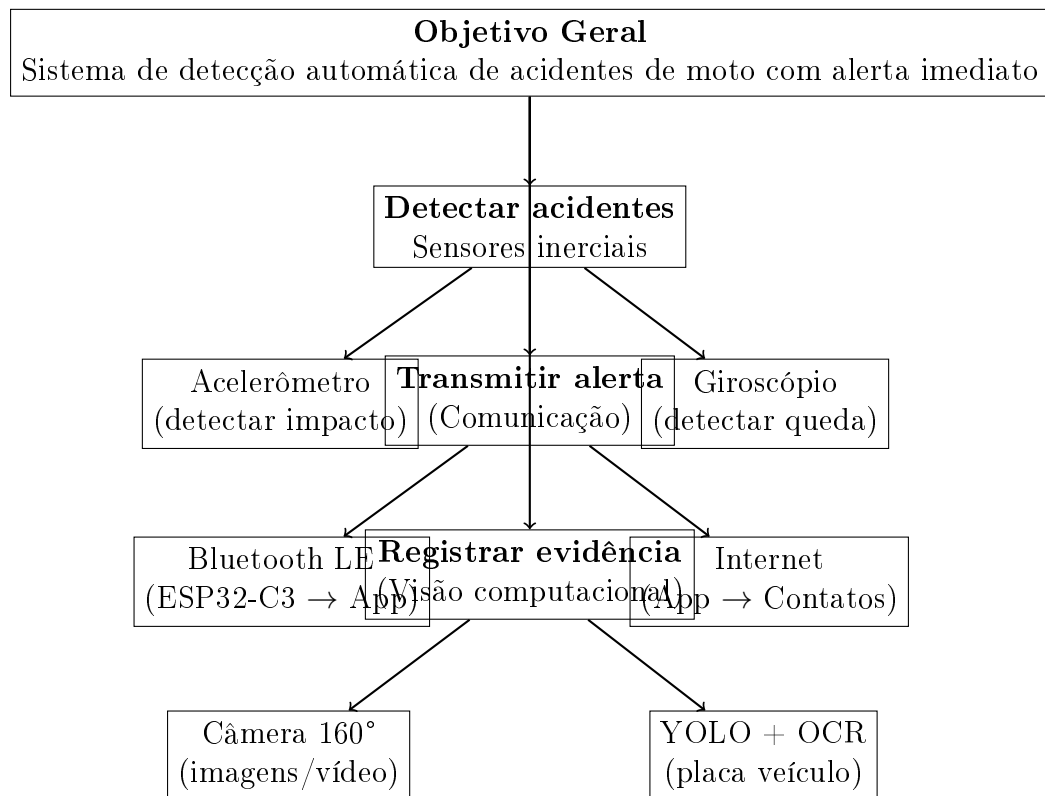 Objetivo Geral
Sistema de detecção automática de acidentes de moto com alerta imediato
Detectar acidentes
Sensores inerciais
Acelerômetro
(detectar impacto)
Transmitir alerta
(Comunicação)
Giroscópio
(detectar queda)
Bluetooth LE
(ESP32-C3 → App)
Registrar evidência
(Visão computacional)
Internet
(App → Contatos)
Câmera 160°
(imagens/vídeo)
YOLO + OCR
(placa veículo)